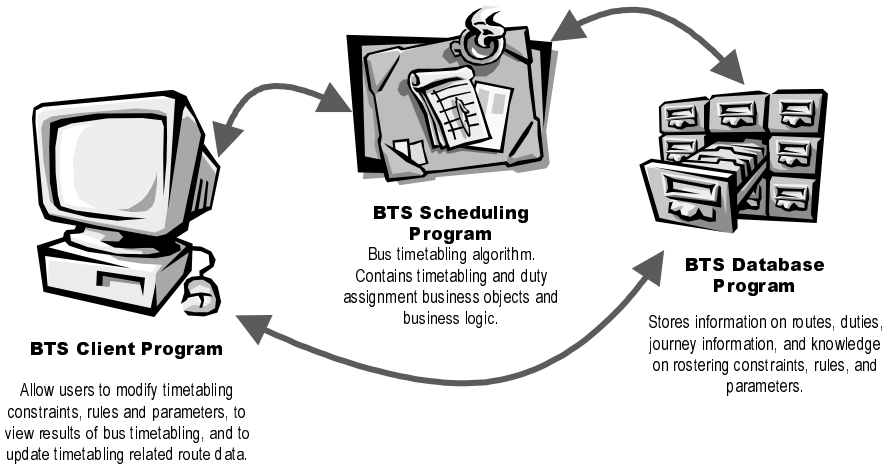 BTS Scheduling
Program
Bus timetabling algorithm.
Contains timetabling and duty
assignment business objects and
business logic.
BTS Database
Program
Stores information on routes, duties,
journey information, and knowledge
on rostering constraints, rules, and
parameters.
BTS Client Program
Allow users to modify timetabling
constraints, rules and parameters, to
view results of bus timetabling, and to
update timetabling related route data.